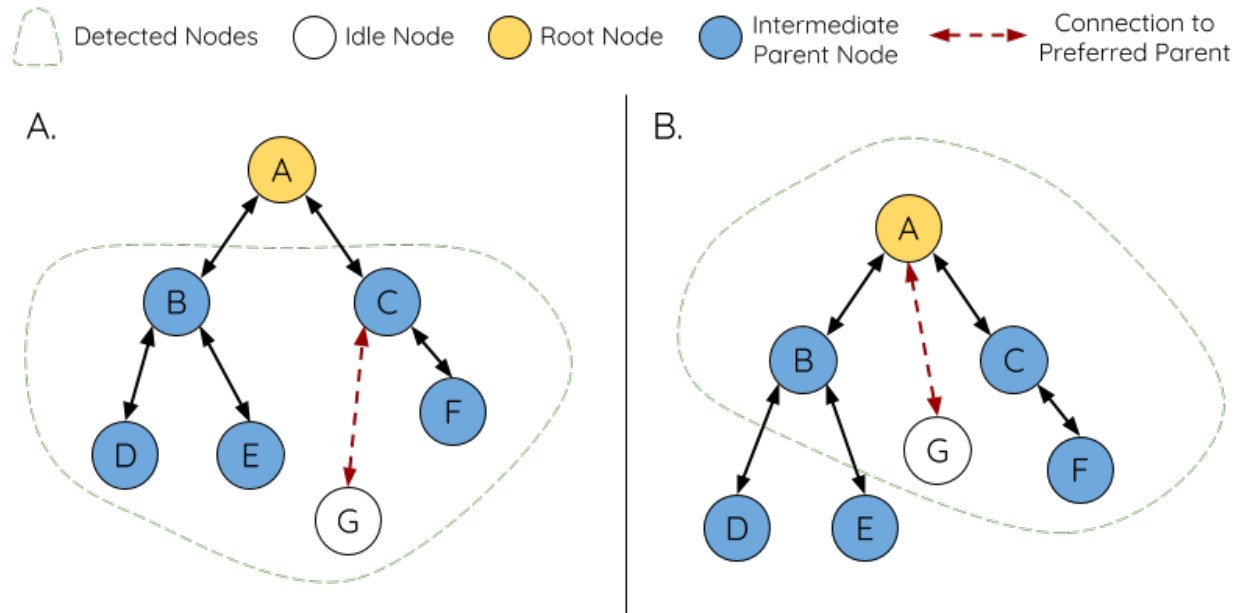 Detected Nodes
Idle Node
Root Node
Intermediate
Parent Node
Connection to
Preferred Parent
A.
A
B
C
D
E
F
G
B.
A
B
C
G
F
D
E